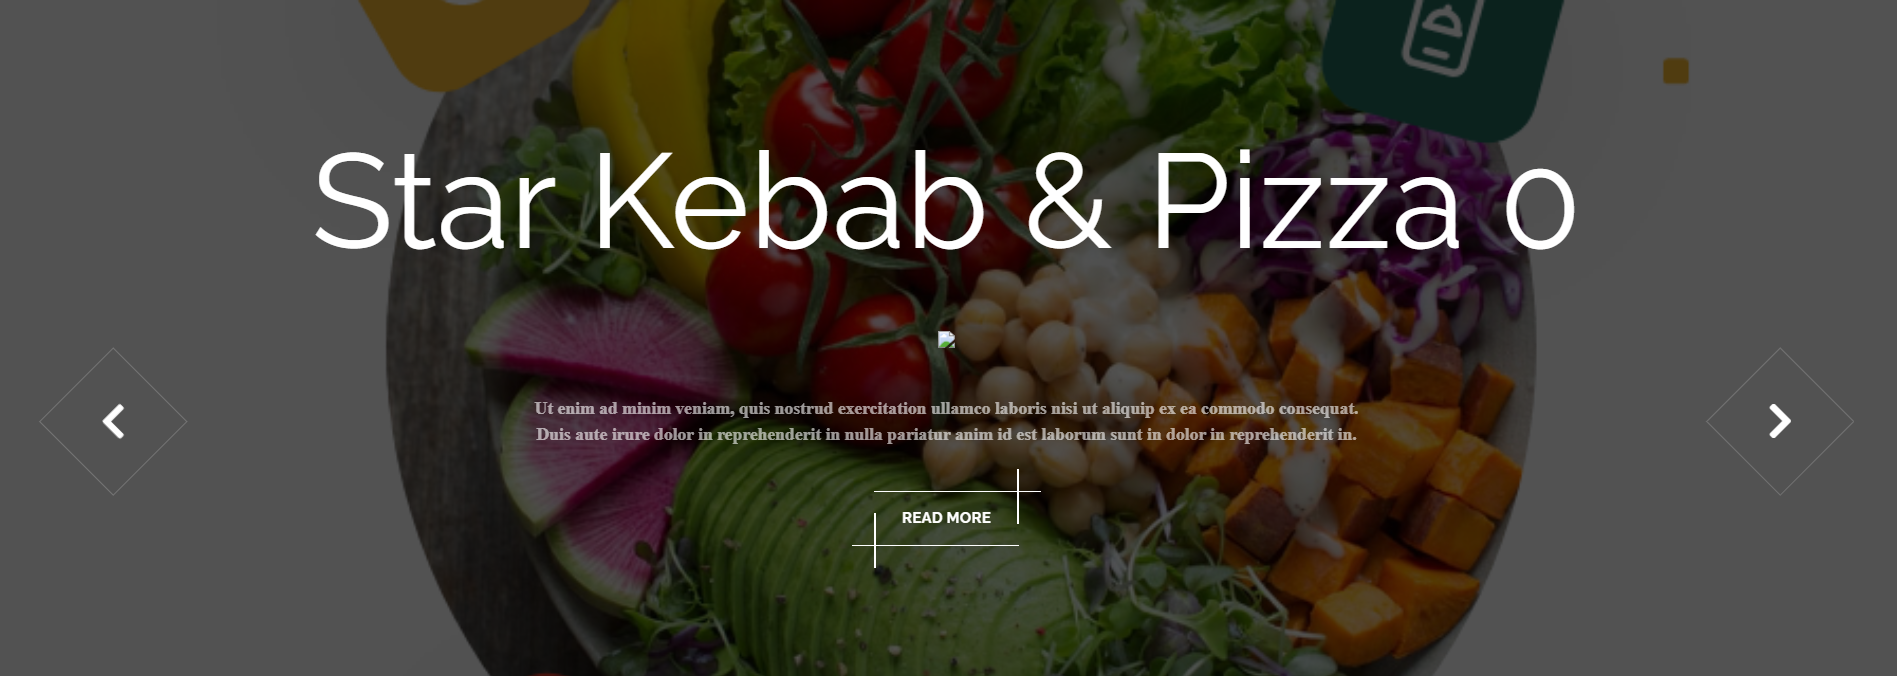 Star Kebab & Pizza 0
Ut enim ad minim veniam, quis nostrud exercitation ullamco laboris nisi ut aliquip ex ea commodo consequat.
Duis aute irure dolor in reprehenderit in nulla pariatur anim id est laborum sunt in dolor in reprehenderit in.
READ MORE